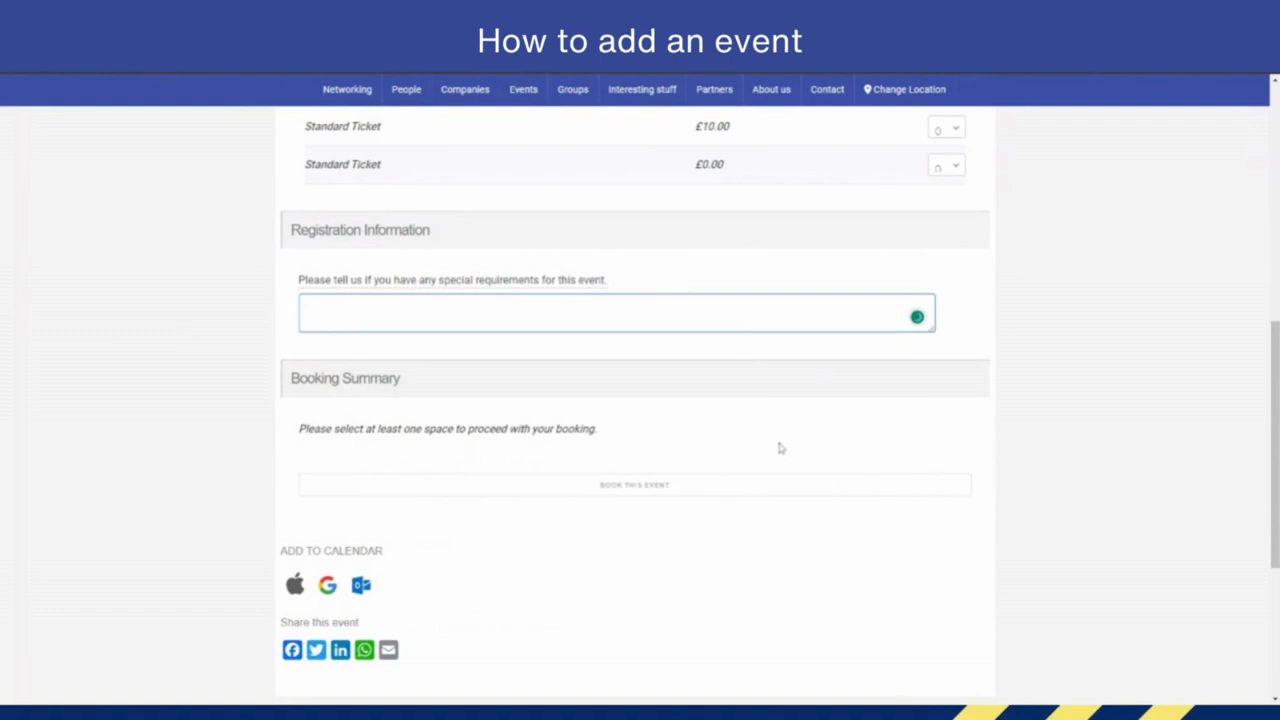 How to add an event
Networking People Companies Events Groups Interesting stuff Partners About us Contact Change Location
Standard Ticket £10.00 0
Standard Ticket £0.00 0
Registration Information
Please tell us if you have any special requirements for this event.
Booking Summary
Please select at least one space to proceed with your booking.
BOOK THIS EVENT
ADD TO CALENDAR
Share this event